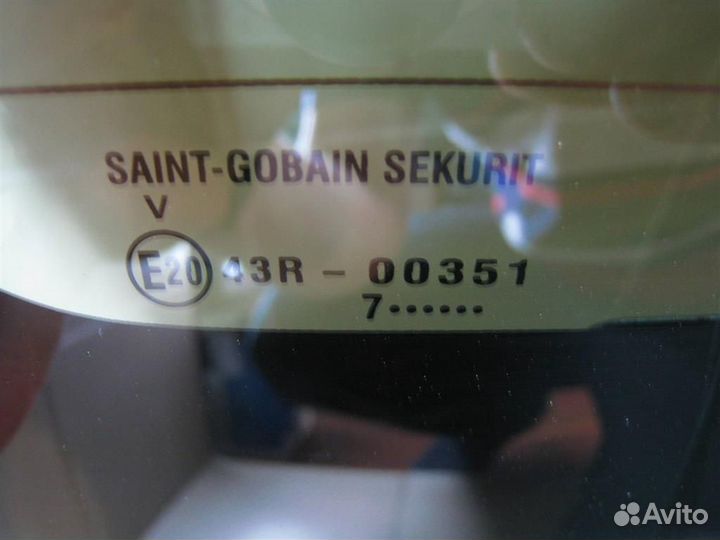 SAINT-GOBAIN SEKURIT
V
E20 43R - 00351
7······
Avito